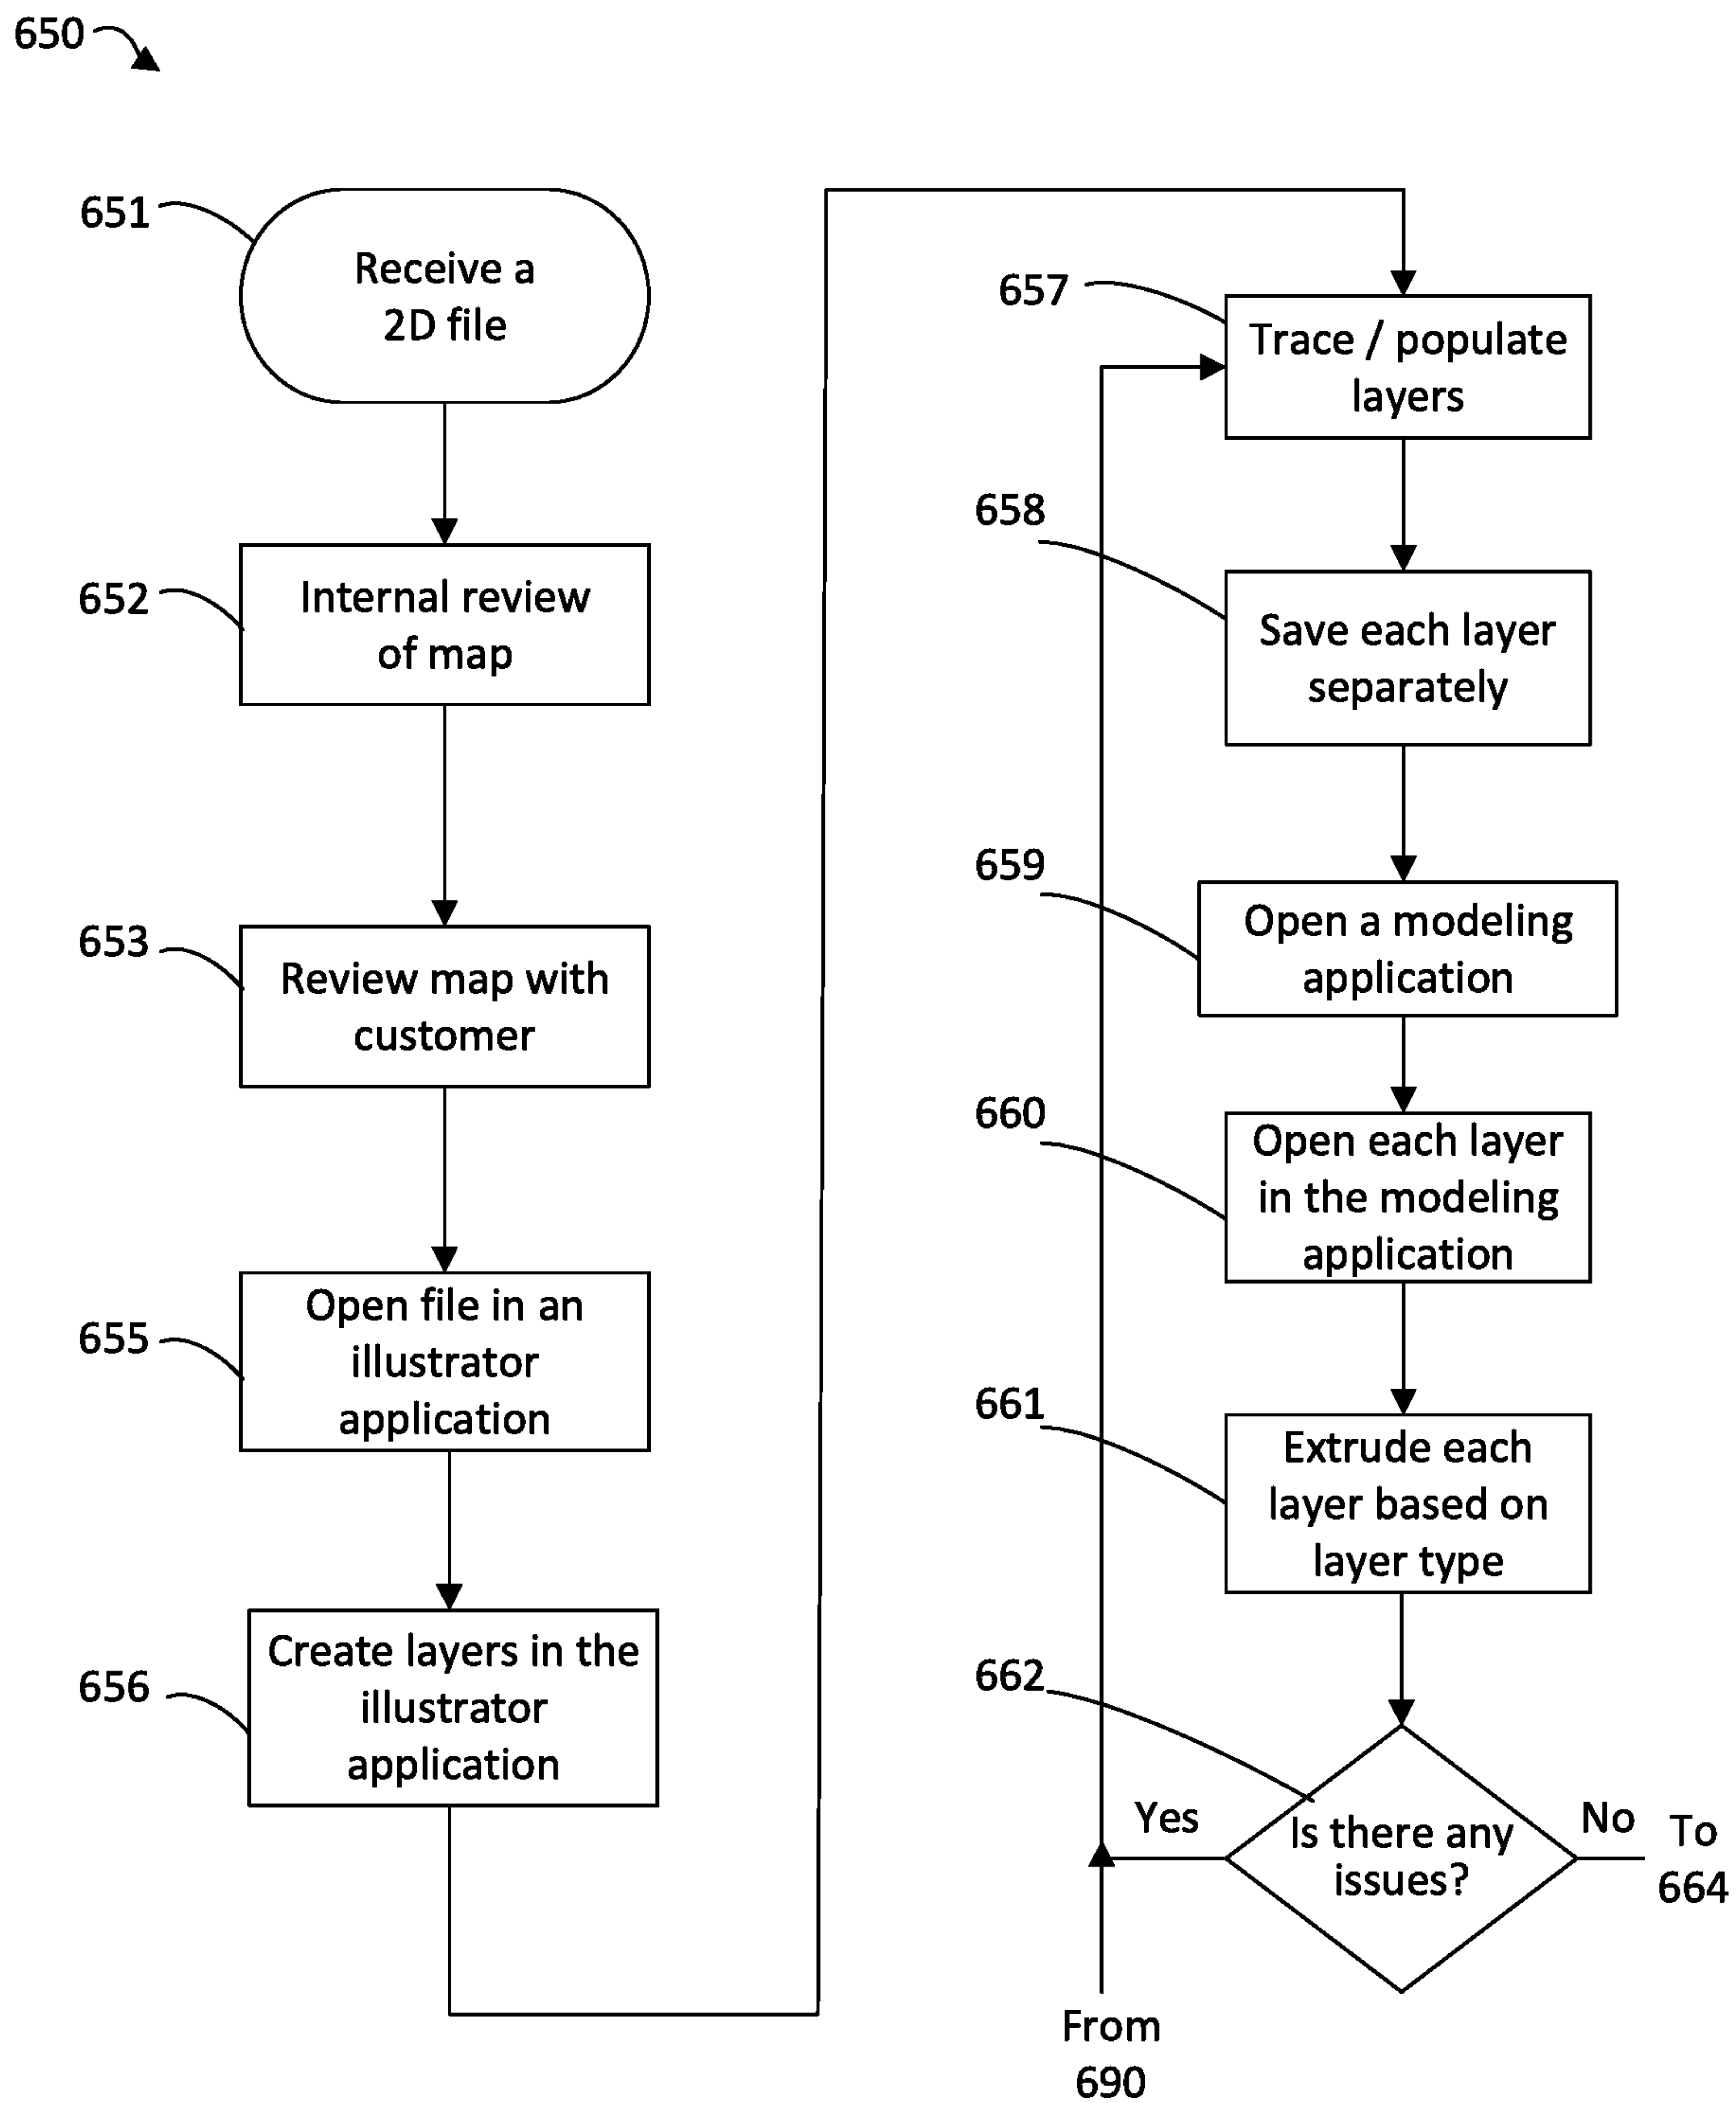 650
651
Receive a
2D file
652
Internal review
of map
653
Review map with
customer
655
Open file in an
illustrator
application
656
Create layers in the
illustrator
application
657
Trace / populate
layers
658
Save each layer
separately
659
Open a modeling
application
660
Open each layer
in the modeling
application
661
Extrude each
layer based on
layer type
662
Is there any
issues?
Yes
No
To
664
From
690